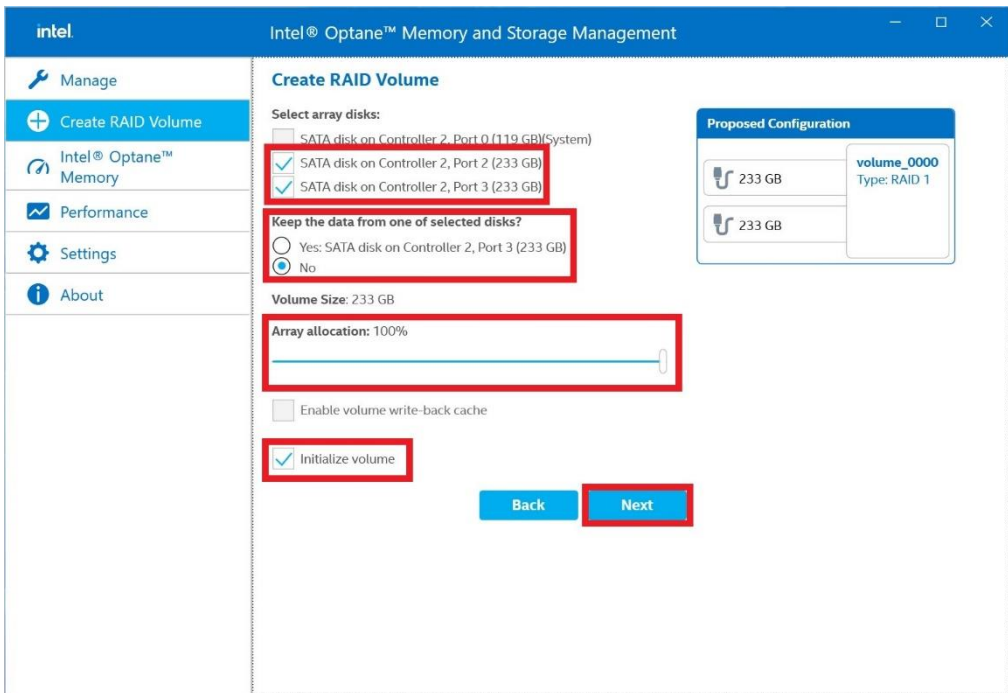 intel.
Intel® Optane™ Memory and Storage Management
Manage
Create RAID Volume
Intel® Optane™
Memory
Performance
Settings
About
Create RAID Volume
Select array disks:
SATA disk on Controller 2, Port 0 (119 GB)(System)
SATA disk on Controller 2, Port 2 (233 GB)
SATA disk on Controller 2, Port 3 (233 GB)
Keep the data from one of selected disks?
Yes: SATA disk on Controller 2, Port 3 (233 GB)
No
Volume Size: 233 GB
Array allocation: 100%
Enable volume write-back cache
Initialize volume
Back
Next
Proposed Configuration
233 GB
233 GB
volume_0000
Type: RAID 1